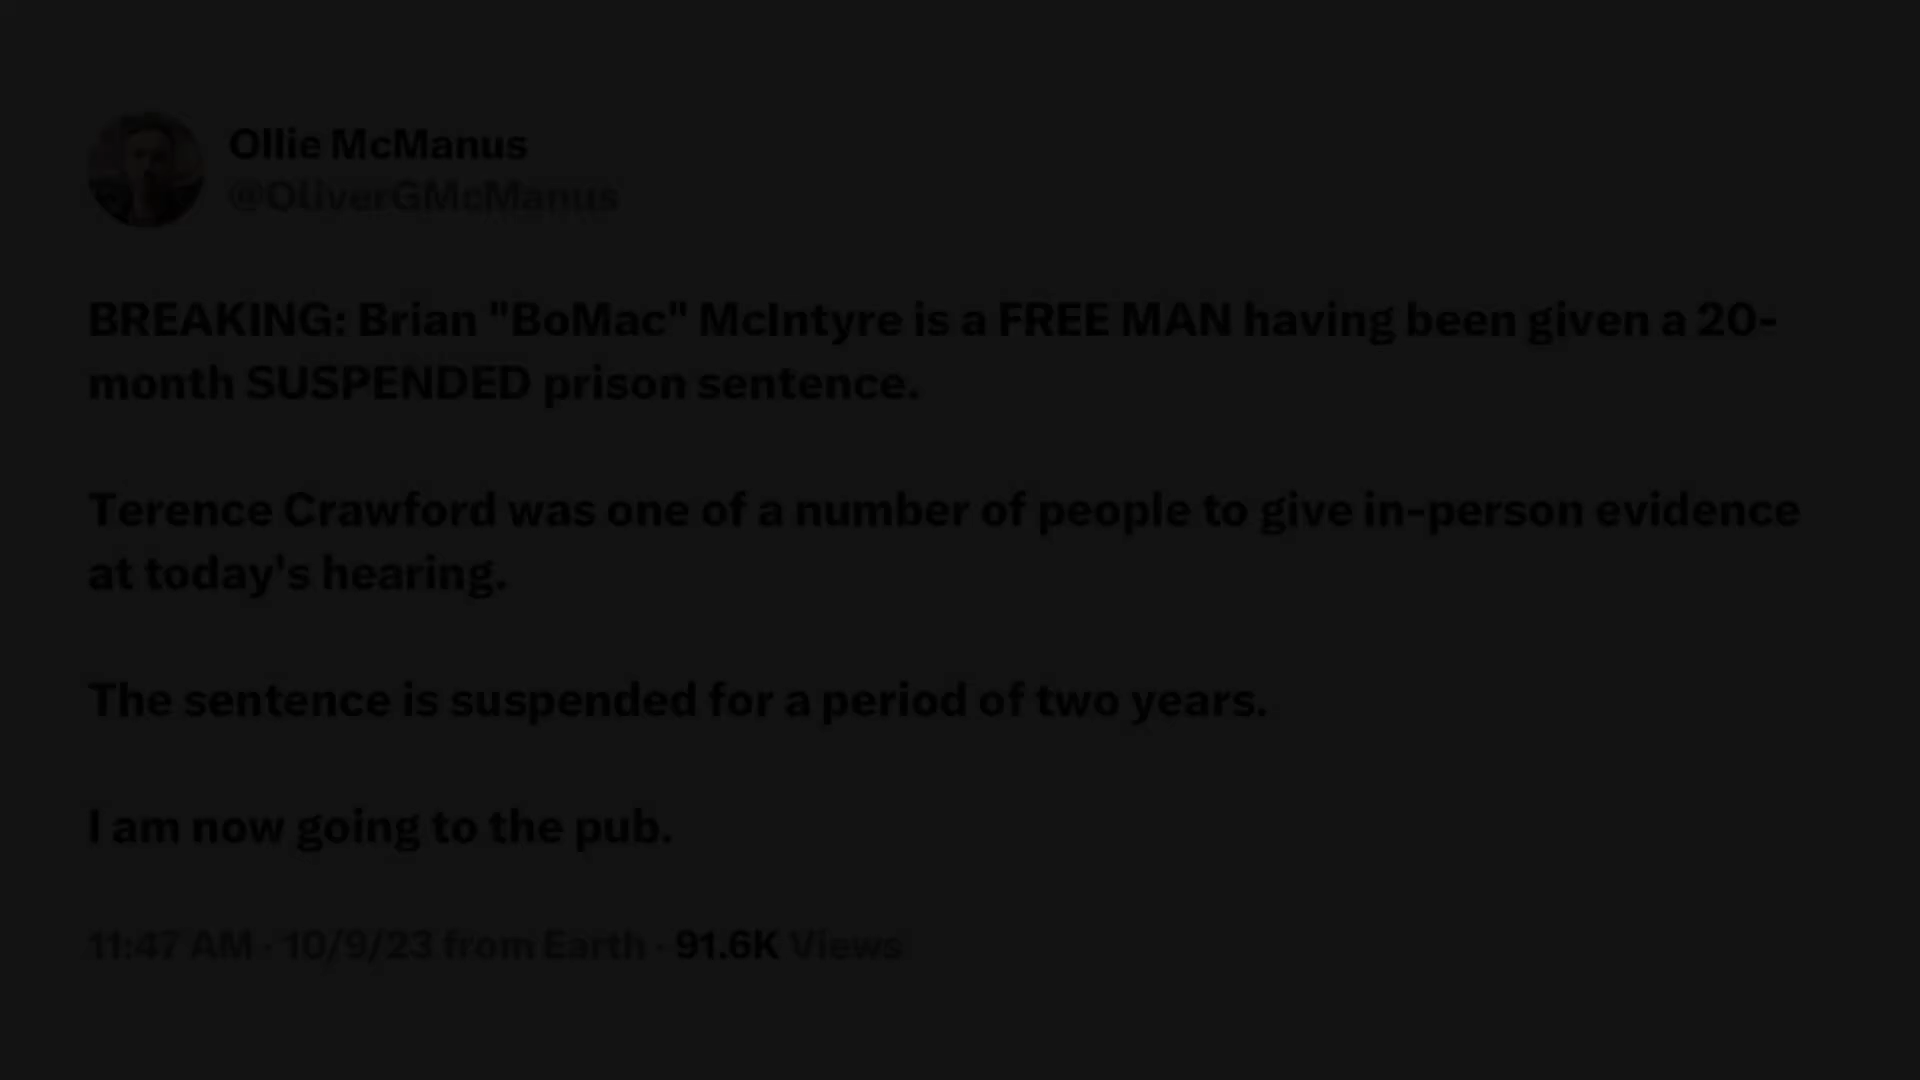 Ollie McManus
@OliverGMcManus
BREAKING: Brian "BoMac" McIntyre is a FREE MAN having been given a 20-
month SUSPENDED prison sentence.
Terence Crawford was one of a number of people to give in-person evidence
at today's hearing.
The sentence is suspended for a period of two years.
I am now going to the pub.
11:47 AM · 10/9/23 from Earth · 91.6K Views